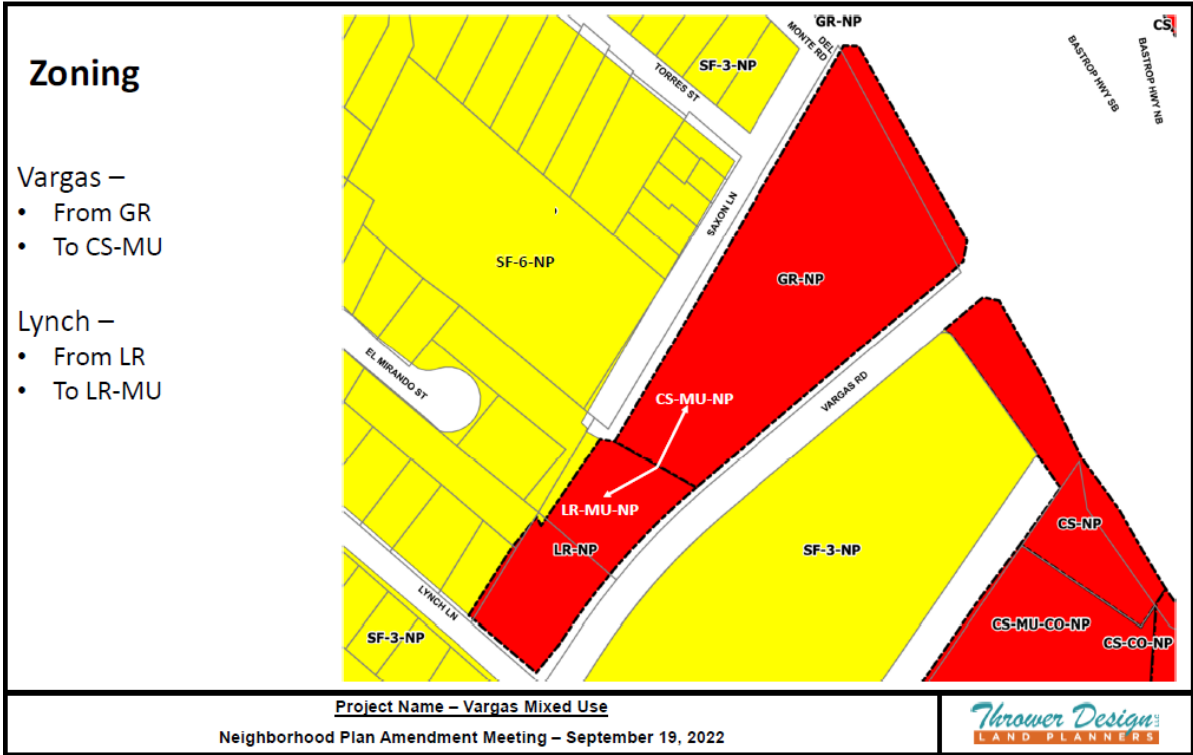 Zoning
Vargas –
• From GR
• To CS-MU
Lynch –
• From LR
• To LR-MU
GR-NP
CS
MONTE RD
DEL
BASTROP HWY SB
BASTROP HWY NB
SF-3-NP
TORRES ST
SAXON LN
SF-6-NP
GR-NP
EL MIRANDO ST
CS-MU-NP
VARGAS RD
LR-MU-NP
LR-NP
SF-3-NP
CS-NP
LYNCH LN
SF-3-NP
CS-MU-CO-NP
CS-CO-NP
Project Name – Vargas Mixed Use
Neighborhood Plan Amendment Meeting – September 19, 2022
Thrower Design LLC
LAND PLANNERS